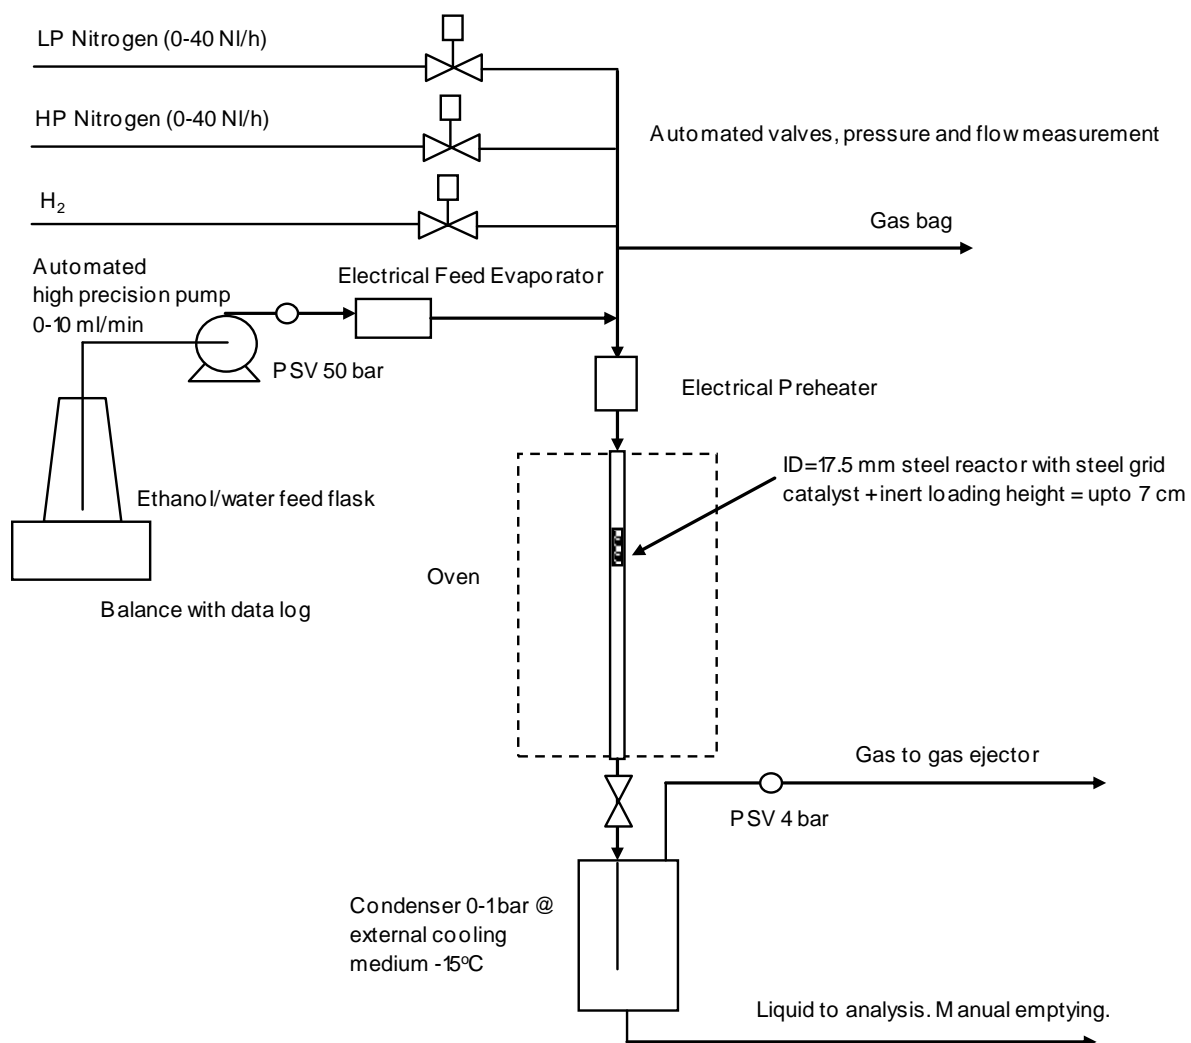 LP Nitrogen (0-40 Nl/h)
HP Nitrogen (0-40 Nl/h)
Automated valves, pressure and flow measurement
H₂
Gas bag
Automated
high precision pump
0-10 ml/min
Electrical Feed Evaporator
PSV 50 bar
Electrical Preheater
ID=17.5 mm steel reactor with steel grid
catalyst +inert loading height = upto 7 cm
Ethanol/water feed flask
Oven
Balance with data log
Gas to gas ejector
PSV 4 bar
Condenser 0-1bar @
external cooling
medium -15ºC
Liquid to analysis. Manual emptying.